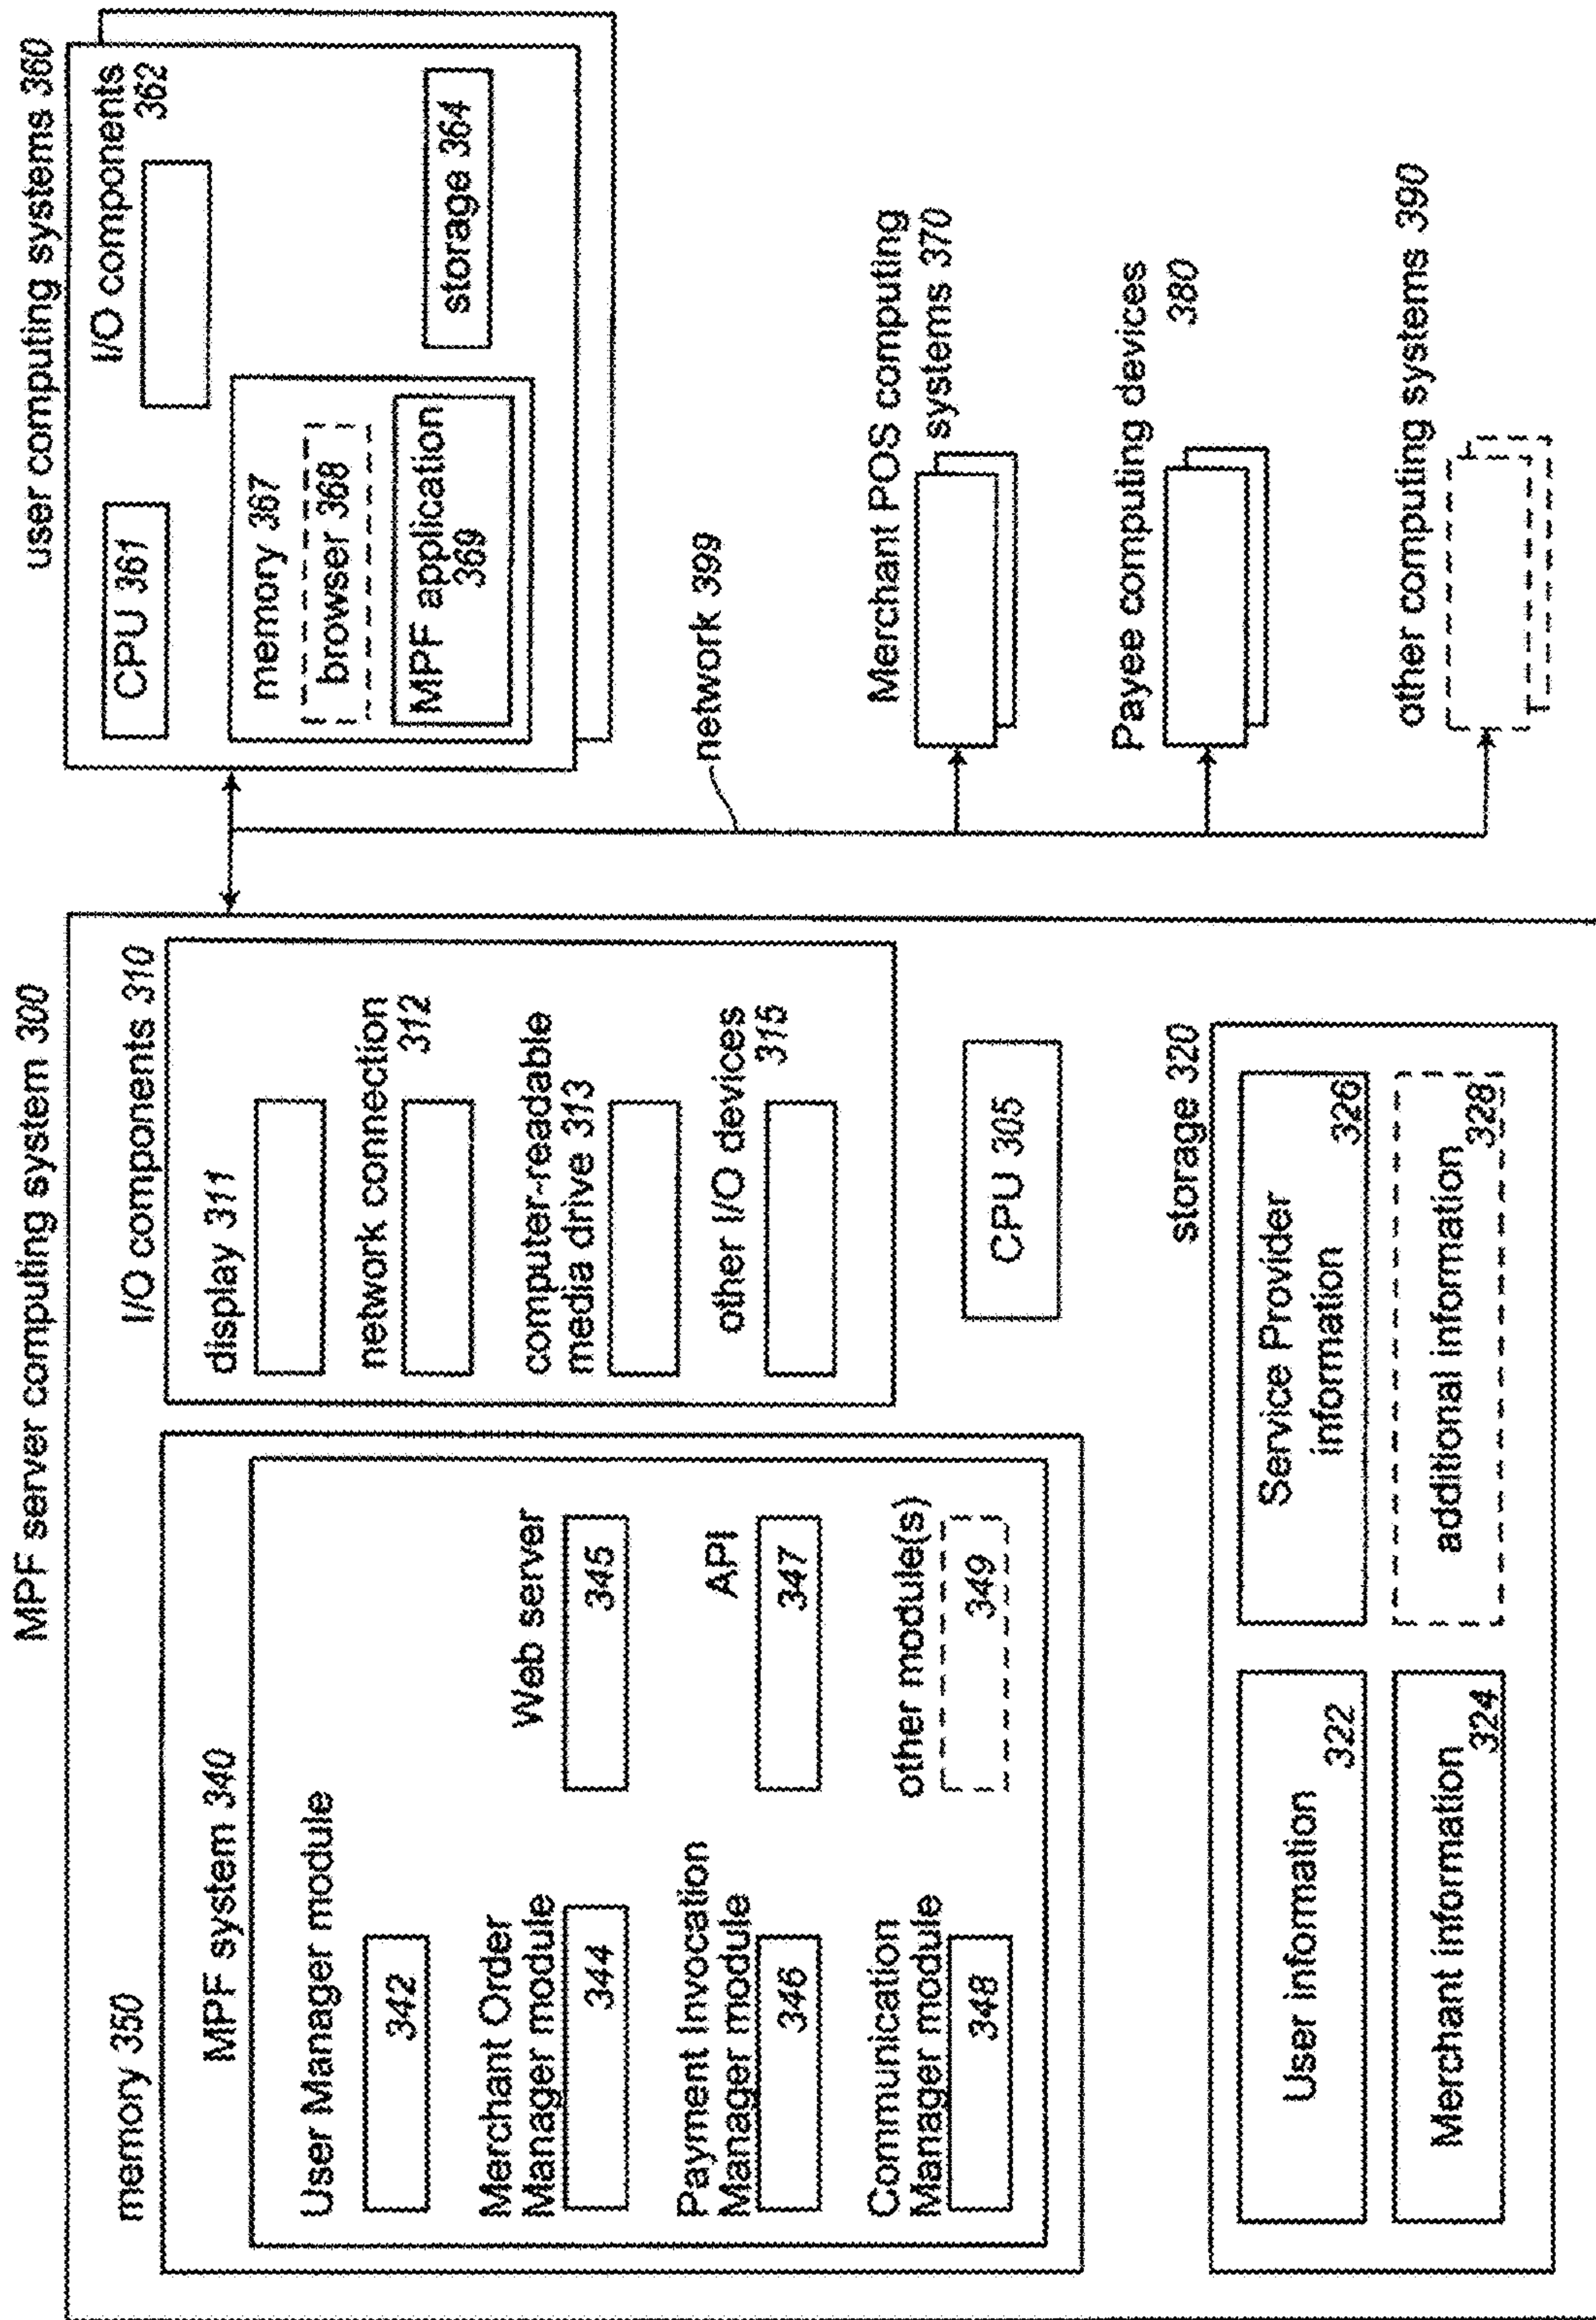 MPF server computing system 300
memory 350
MPF system 340
User Manager module
342
Merchant Order
Manager module
344
Payment Invocation
Manager module
346
Communication
Manager module
348
Web server
345
API
347
other module(s)
349
I/O components 310
display 311
network connection
312
computer-readable
media drive 313
other I/O devices
315
CPU 305
storage 320
User information
322
Merchant information
324
Service Provider
information
326
additional information
328
user computing systems 360
CPU 361
I/O components
362
memory 367
browser 368
MPF application
369
storage 364
network 399
Merchant POS computing
systems 370
Payee computing devices
380
other computing systems 390